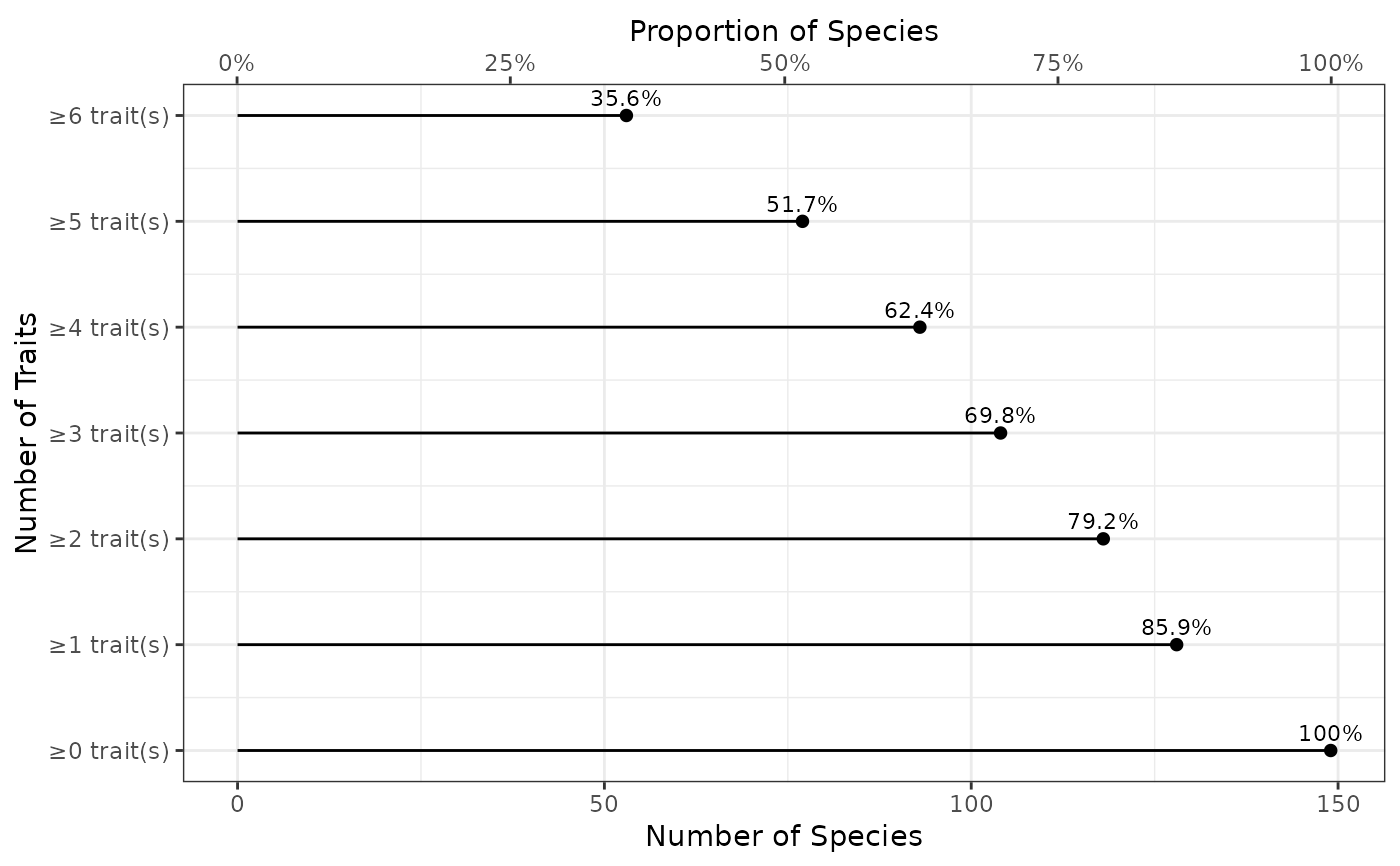 Proportion of Species
0% 25% 50% 75% 100%
≥6 trait(s) 35.6%
≥5 trait(s) 51.7%
≥4 trait(s) 62.4%
≥3 trait(s) 69.8%
≥2 trait(s) 79.2%
≥1 trait(s) 85.9%
≥0 trait(s) 100%
Number of Traits
0 50 100 150
Number of Species